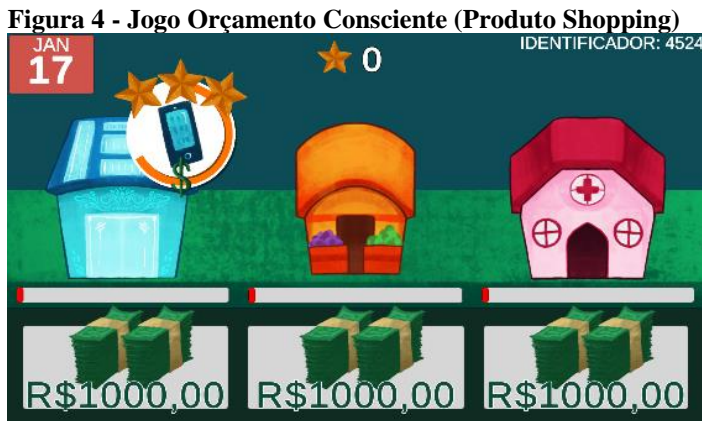 Figura 4 - Jogo Orçamento Consciente (Produto Shopping)
JAN
17
0
IDENTIFICADOR: 4524
$
R$1000,00
R$1000,00
R$1000,00